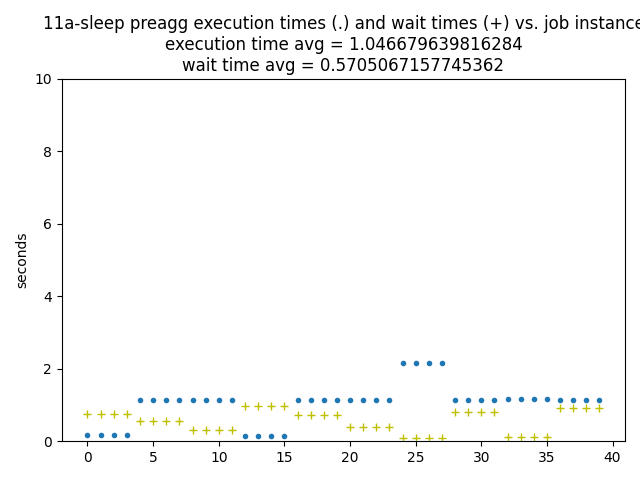 11a-sleep preagg execution times (.) and wait times (+) vs. job instance
execution time avg = 1.046679639816284
wait time avg = 0.5705067157745362
10
8
6
4
2
0
seconds
0 5 10 15 20 25 30 35 40